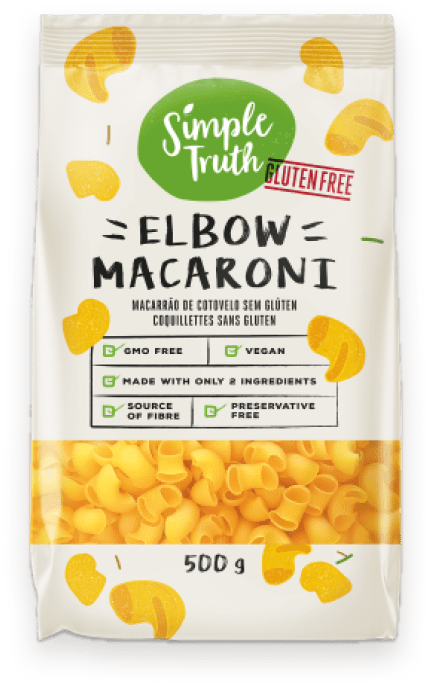 Simple
Truth
GLUTEN FREE
ELBOW
MACARONI
MACARRÃO DE COTOVELO SEM GLÚTEN
COQUILLETTES SANS GLUTEN
GMO FREE
VEGAN
MADE WITH ONLY 2 INGREDIENTS
SOURCE
OF FIBRE
PRESERVATIVE
FREE
500 g